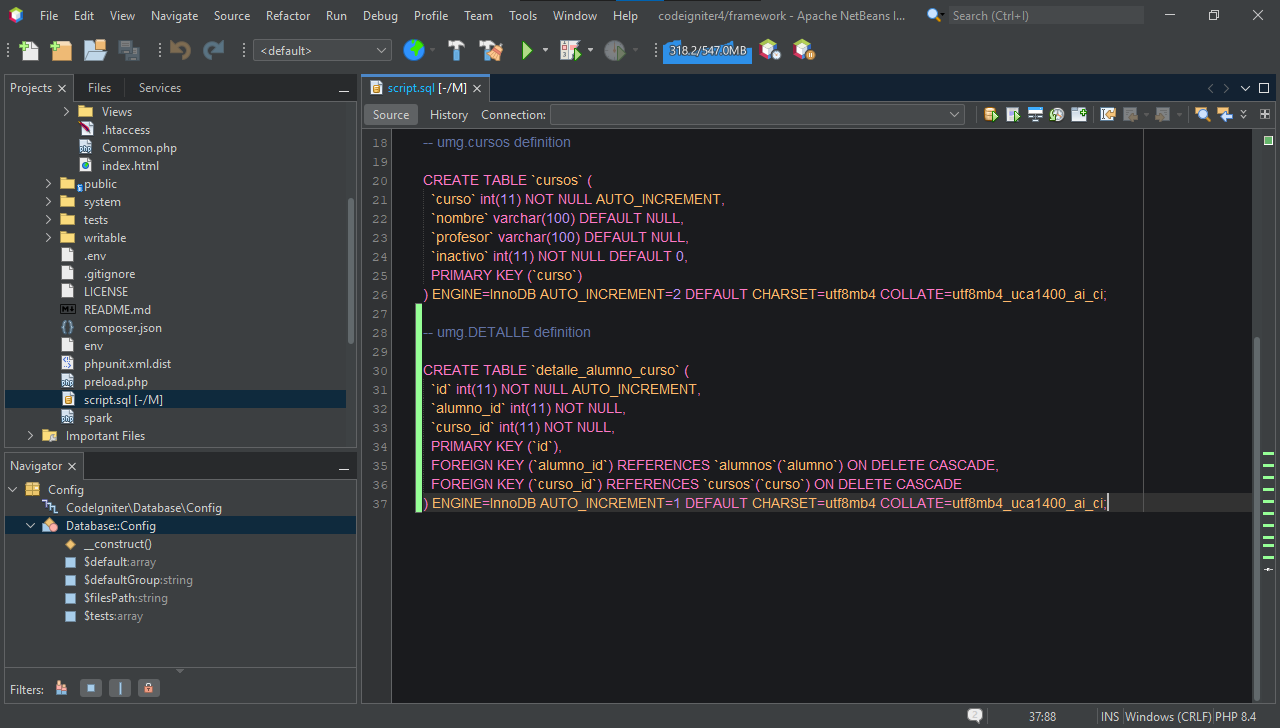 File Edit View Navigate Source Refactor Run Debug Profile Team Tools Window Help codeigniter4/framework - Apache NetBeans I... Search (Ctrl+I)
<default> 318.2/547.0MB
Projects Files Services
Views
.htaccess
Common.php
index.html
public
system
tests
writable
.env
.gitignore
LICENSE
README.md
composer.json
env
phpunit.xml.dist
preload.php
script.sql [-/M]
spark
Important Files
Navigator
Config
CodeIgniter\Database\Config
Database::Config
__construct()
$default:array
$defaultGroup:string
$filesPath:string
$tests:array
Filters:
script.sql [-/M]
Source History Connection:
18 -- umg.cursos definition
19
20 CREATE TABLE `cursos` (
21 `curso` int(11) NOT NULL AUTO_INCREMENT,
22 `nombre` varchar(100) DEFAULT NULL,
23 `profesor` varchar(100) DEFAULT NULL,
24 `inactivo` int(11) NOT NULL DEFAULT 0,
25 PRIMARY KEY (`curso`)
26 ) ENGINE=InnoDB AUTO_INCREMENT=2 DEFAULT CHARSET=utf8mb4 COLLATE=utf8mb4_uca1400_ai_ci;
27
28 -- umg.DETALLE definition
29
30 CREATE TABLE `detalle_alumno_curso` (
31 `id` int(11) NOT NULL AUTO_INCREMENT,
32 `alumno_id` int(11) NOT NULL,
33 `curso_id` int(11) NOT NULL,
34 PRIMARY KEY (`id`),
35 FOREIGN KEY (`alumno_id`) REFERENCES `alumnos`(`alumno`) ON DELETE CASCADE,
36 FOREIGN KEY (`curso_id`) REFERENCES `cursos`(`curso`) ON DELETE CASCADE
37 ) ENGINE=InnoDB AUTO_INCREMENT=1 DEFAULT CHARSET=utf8mb4 COLLATE=utf8mb4_uca1400_ai_ci;
37:88 INS Windows (CRLF) PHP 8.4